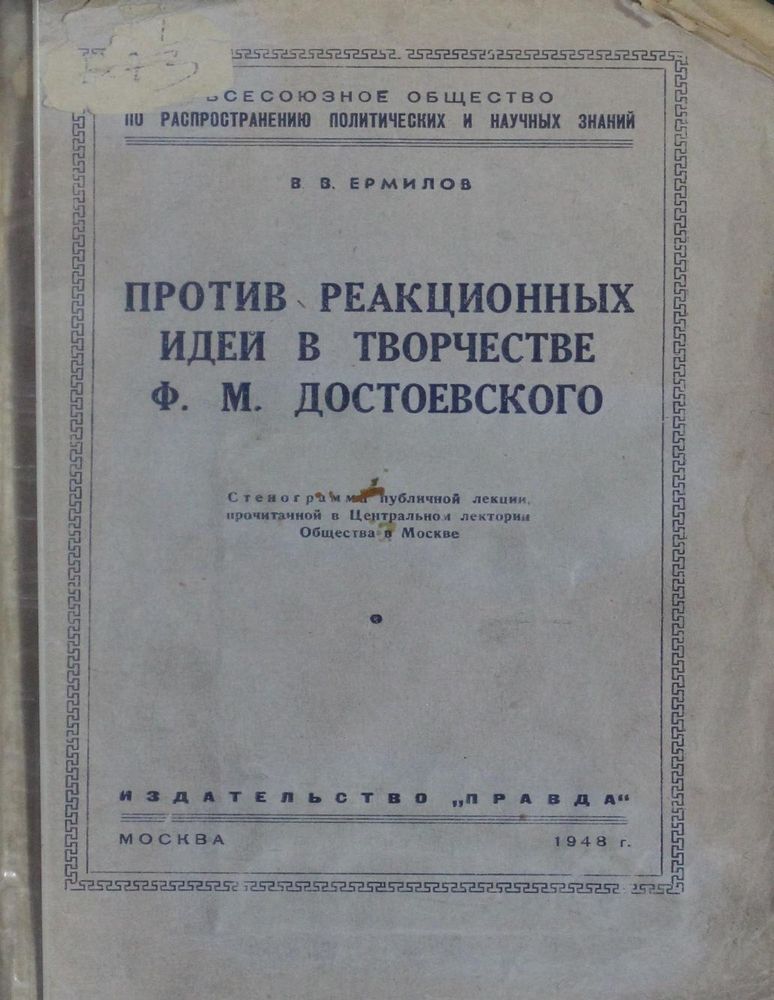 ВСЕСОЮЗНОЕ ОБЩЕСТВО
ПО РАСПРОСТРАНЕНИЮ ПОЛИТИЧЕСКИХ И НАУЧНЫХ ЗНАНИЙ
В. В. ЕРМИЛОВ
ПРОТИВ РЕАКЦИОННЫХ
ИДЕЙ В ТВОРЧЕСТВЕ
Ф. М. ДОСТОЕВСКОГО
Стенограмма публичной лекции,
прочитанной в Центральном лектории
Общества в Москве
ИЗДАТЕЛЬСТВО „ПРАВДА“
МОСКВА 1948 г.